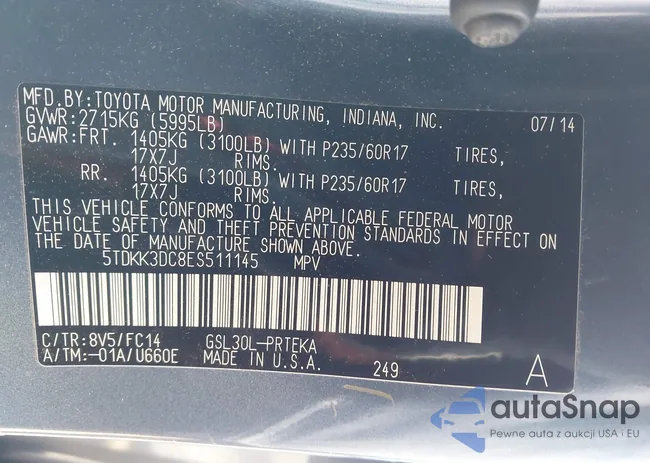 MFD.BY:TOYOTA MOTOR MANUFACTURING, INDIANA, INC. 07/14
GVWR:2715KG (5995LB)
GAWR:FRT. 1405KG (3100LB) WITH P235/60R17 TIRES,
17X7J RIMS.
RR. 1405KG (3100LB) WITH P235/60R17 TIRES,
17X7J RIMS.
THIS VEHICLE CONFORMS TO ALL APPLICABLE FEDERAL MOTOR
VEHICLE SAFETY AND THEFT PREVENTION STANDARDS IN EFFECT ON
THE DATE OF MANUFACTURE SHOWN ABOVE.
5TDKK3DC8ES511145 MPV
C/TR:8V5/FC14 GSL30L-PRTEKA
A/TM:-01A/U660E MADE IN U.S.A. 249 A
autaSnap
Pewne auta z aukcji USA i EU